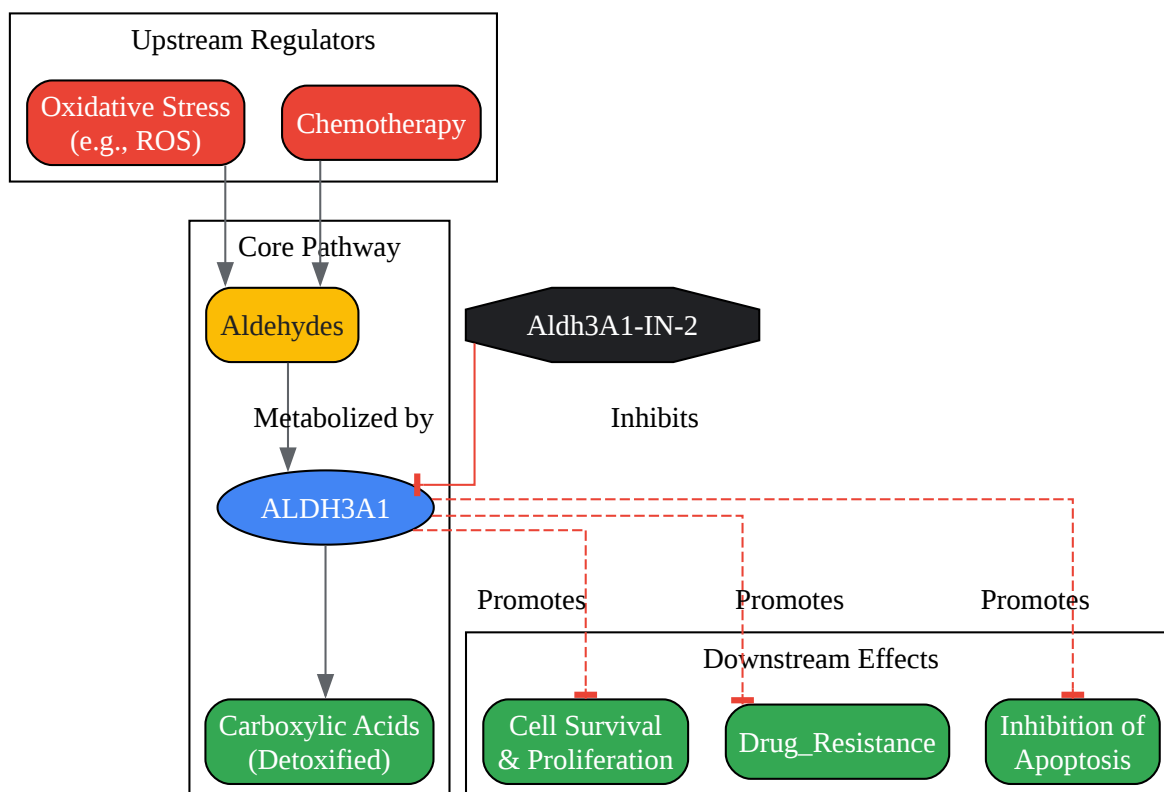 Upstream Regulators
Oxidative Stress
(e.g., ROS)
Chemotherapy
Core Pathway
Aldehydes
Aldh3A1-IN-2
Metabolized by
Inhibits
ALDH3A1
Promotes
Promotes
Promotes
Downstream Effects
Carboxylic Acids
(Detoxified)
Cell Survival
& Proliferation
Drug_Resistance
Inhibition of
Apoptosis